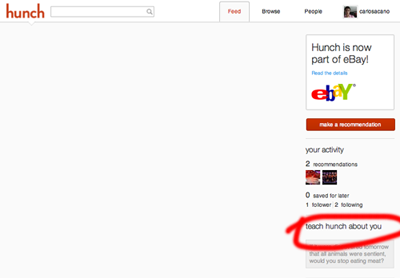 hunch
Feed Browse People carlosacano
Hunch is now
part of eBay!
Read the details
ebaY
make a recommendation
your activity
2 recommendations
0 saved for later
1 follower 2 following
teach hunch about you
tomorrow
that all animals were sentient,
would you stop eating meat?